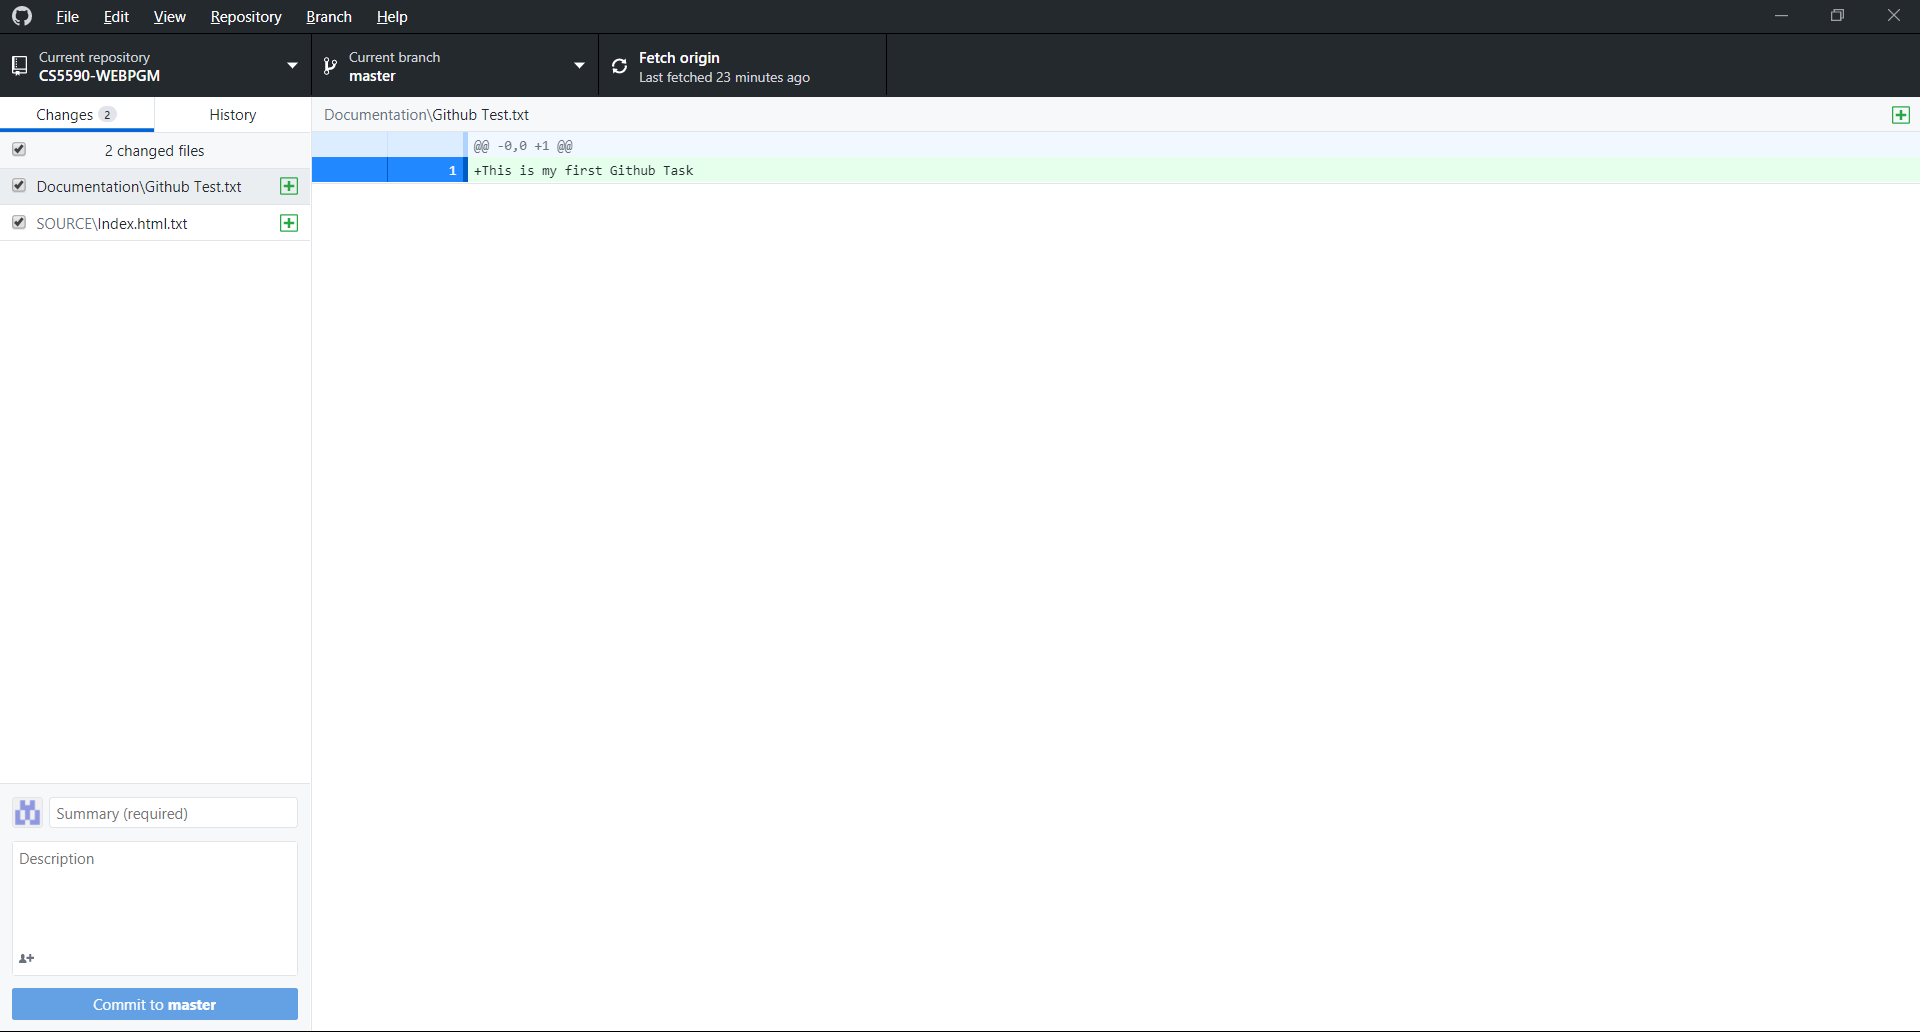 File Edit View Repository Branch Help
Current repository
CS5590-WEBPGM
Current branch
master
Fetch origin
Last fetched 23 minutes ago
Changes 2
History
2 changed files
Documentation\Github Test.txt
SOURCE\Index.html.txt
Documentation\Github Test.txt
@@ -0,0 +1 @@
1 +This is my first Github Task
Summary (required)
Description
Commit to master